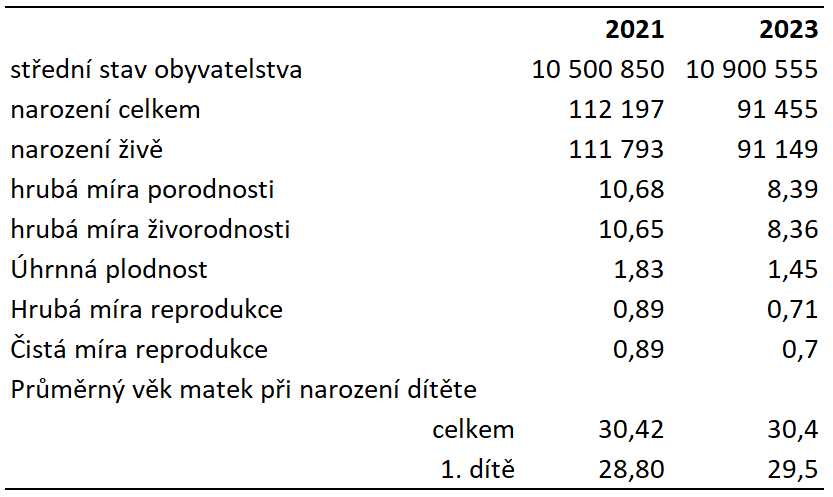 2021 2023
střední stav obyvatelstva 10 500 850 10 900 555
narození celkem 112 197 91 455
narození živě 111 793 91 149
hrubá míra porodnosti 10,68 8,39
hrubá míra živorodnosti 10,65 8,36
Úhrnná plodnost 1,83 1,45
Hrubá míra reprodukce 0,89 0,71
Čistá míra reprodukce 0,89 0,7
Průměrný věk matek při narození dítěte
celkem 30,42 30,4
1. dítě 28,80 29,5